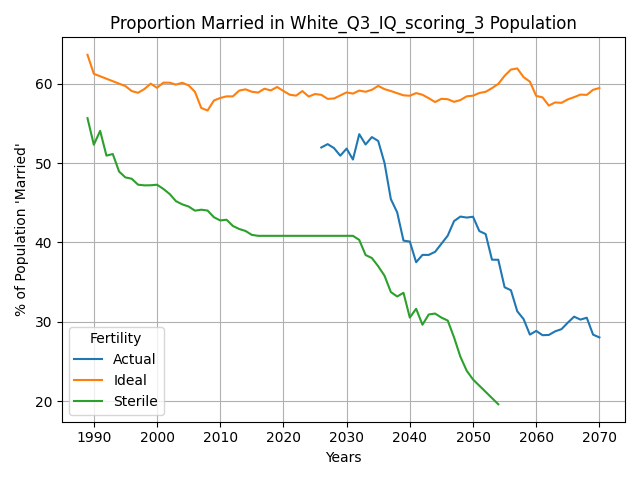 Proportion Married in White_Q3_IQ_scoring_3 Population
% of Population 'Married'
60
50
40
30
20
Fertility
Actual
Ideal
Sterile
1990 2000 2010 2020 2030 2040 2050 2060 2070
Years